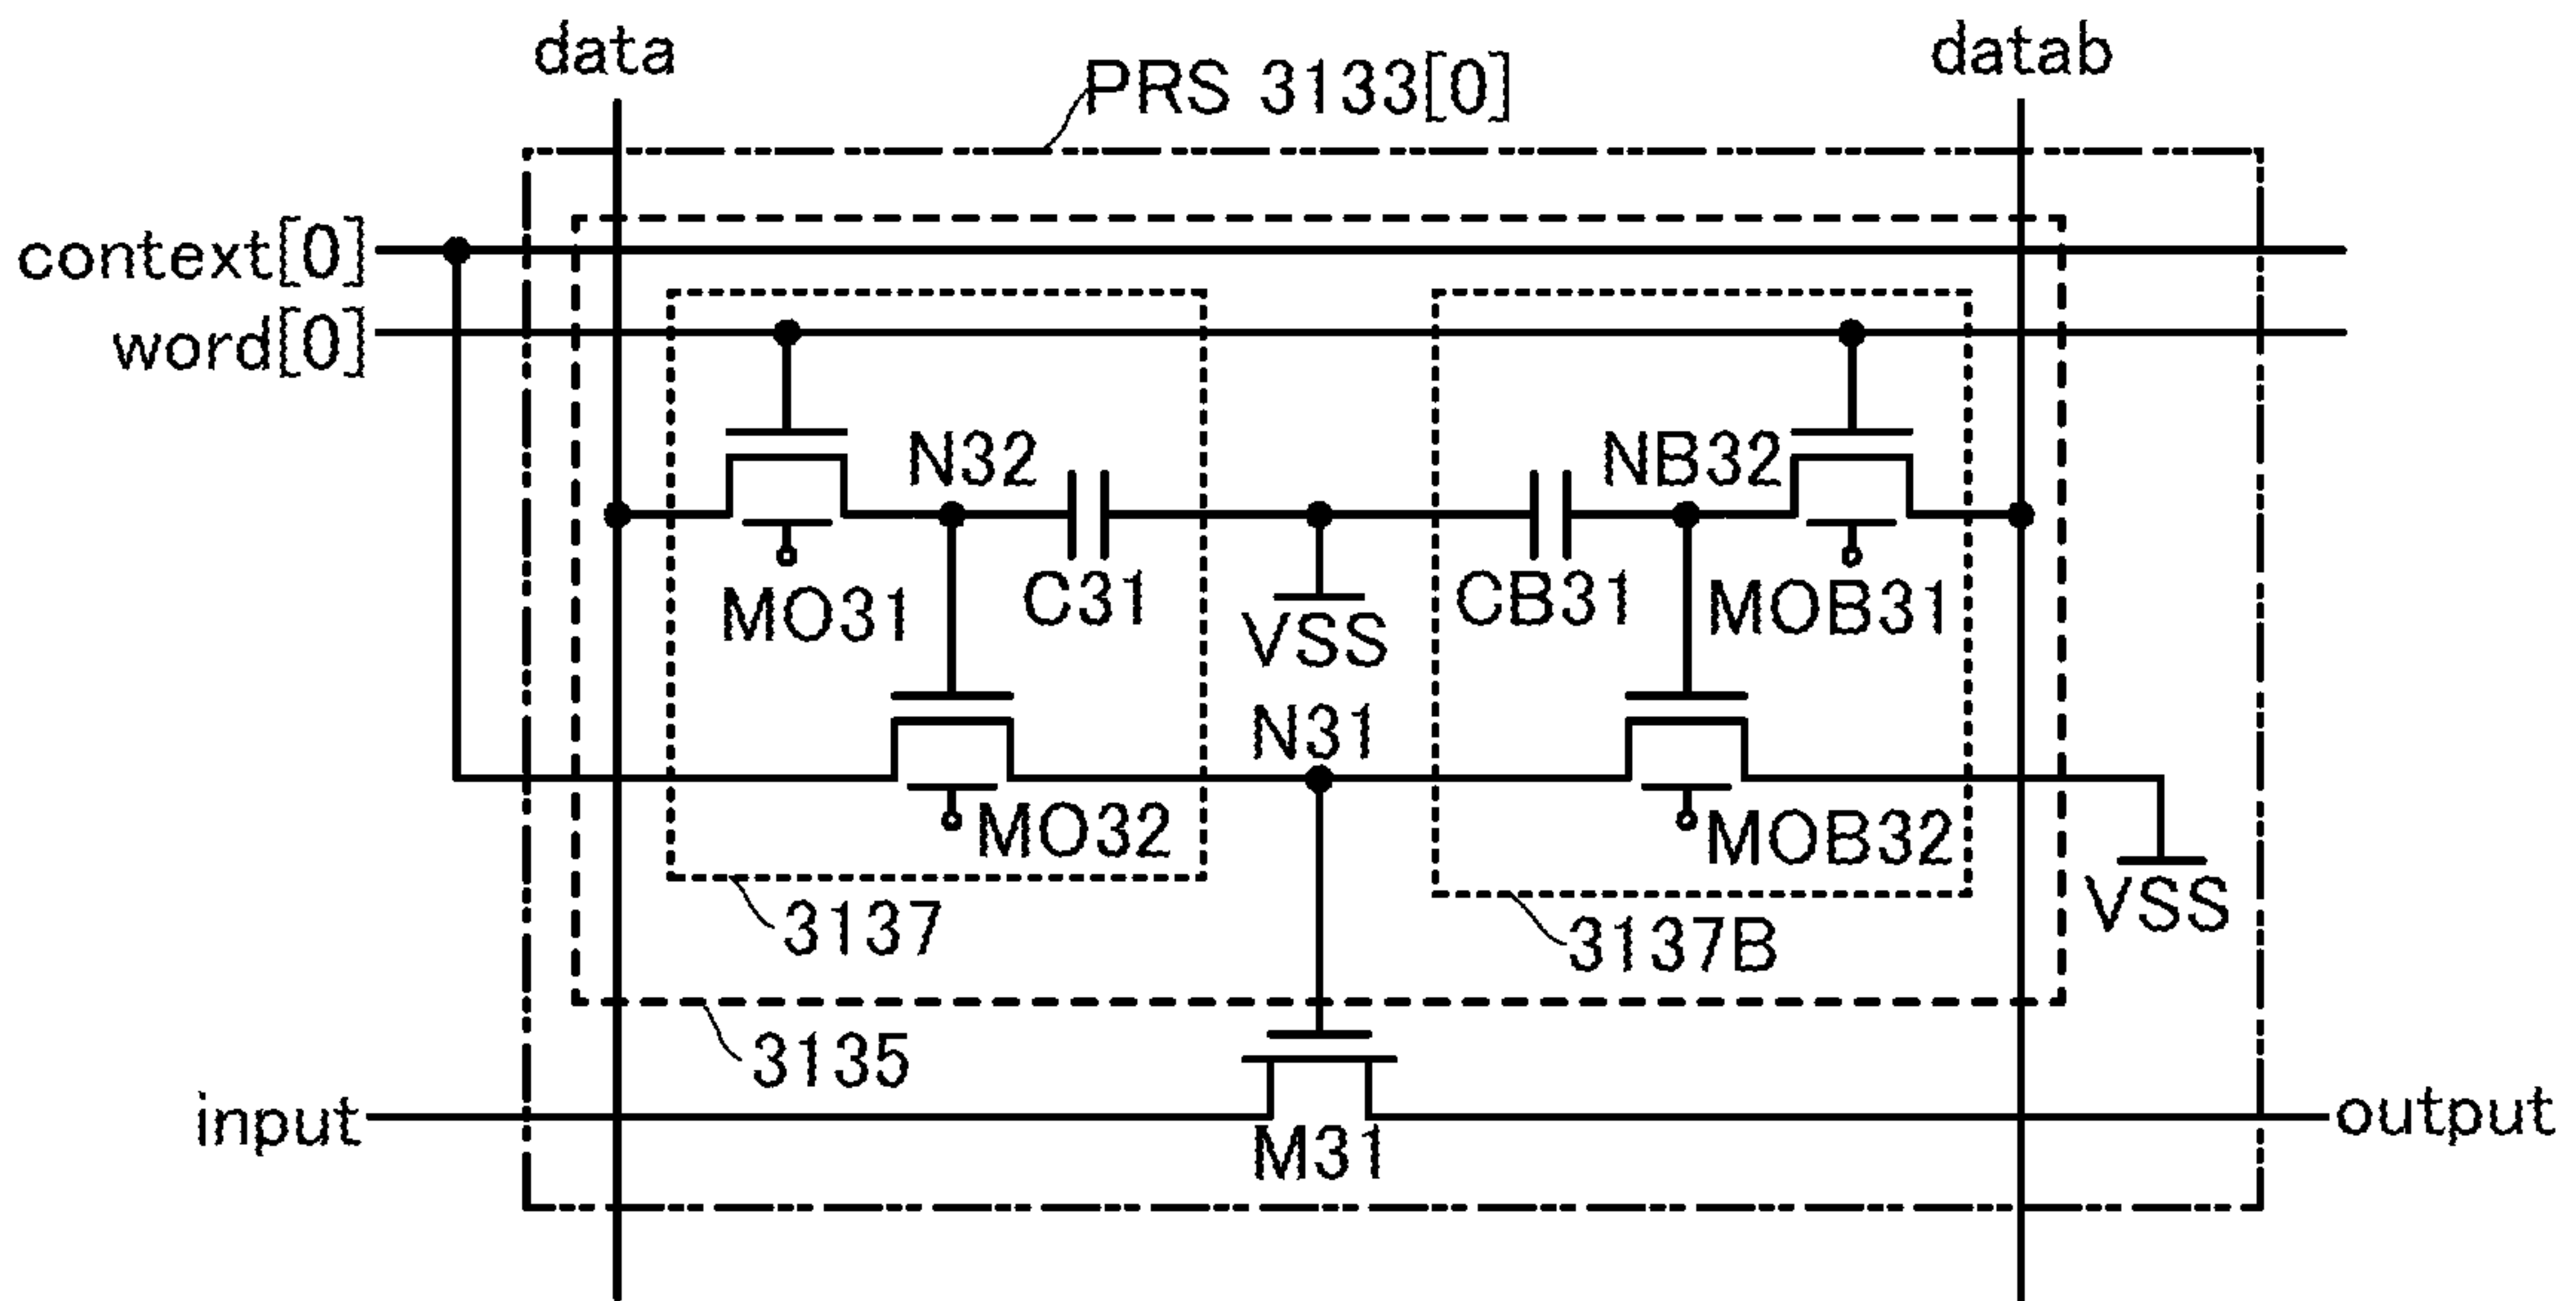 data
datab
PRS 3133[0]
context[0]
word[0]
N32
NB32
MO31
C31
VSS
CB31
MOB31
N31
MO32
MOB32
VSS
3137
3137B
3135
input
M31
output